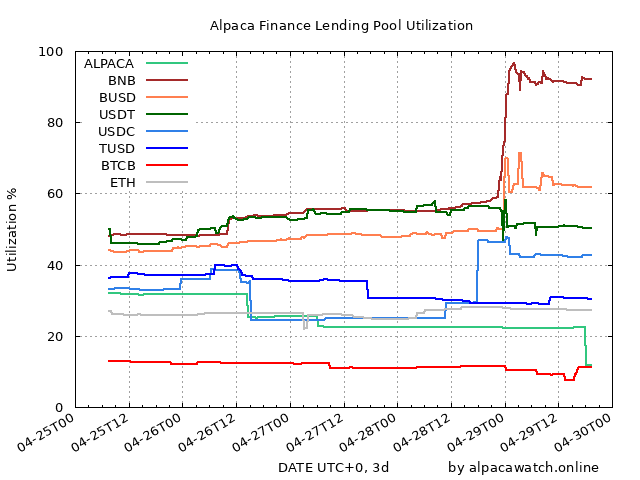 Alpaca Finance Lending Pool Utilization
Utilization %
100
80
60
40
20
0
ALPACA
BNB
BUSD
USDT
USDC
TUSD
BTCB
ETH
04-25T00
04-25T12
04-26T00
04-26T12
04-27T00
04-27T12
04-28T00
04-28T12
04-29T00
04-29T12
04-30T00
DATE UTC+0, 3d
by alpacawatch.online